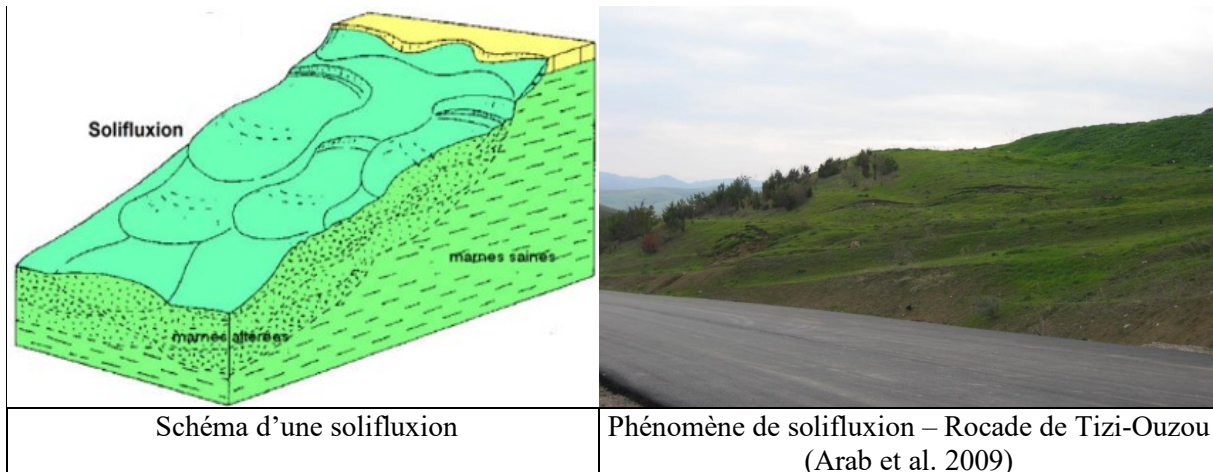 Solifluxion
marnes saines
marnes altérées
Schéma d’une solifluxion
Phénomène de solifluxion – Rocade de Tizi-Ouzou
(Arab et al. 2009)